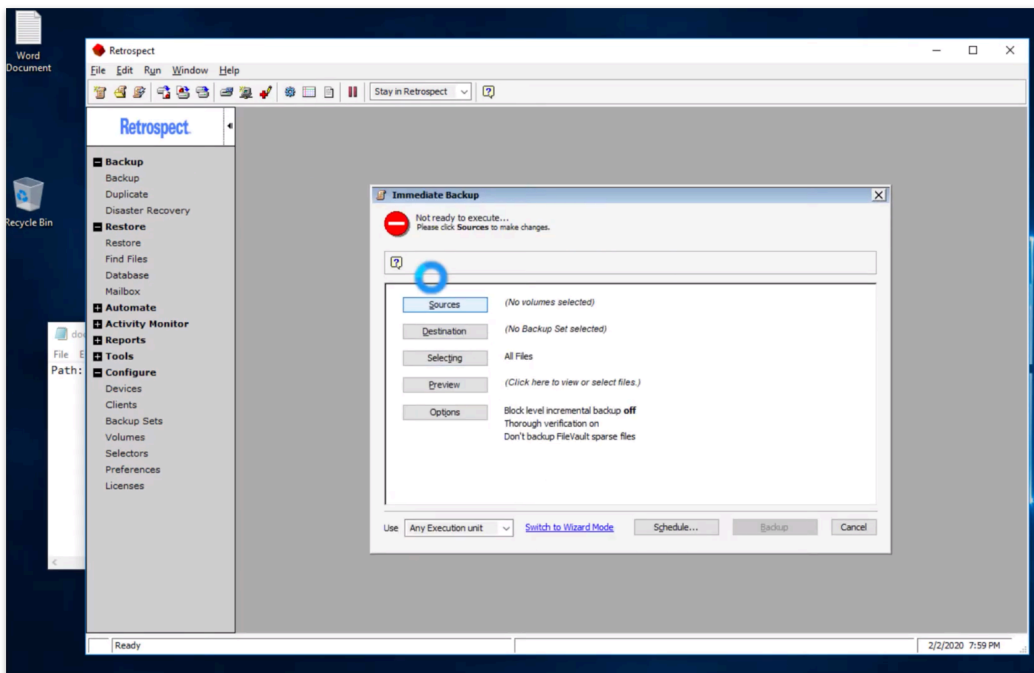 Word
Document
Recycle Bin
Retrospect
File Edit Run Window Help
Stay in Retrospect
Retrospect
Backup
Backup
Duplicate
Disaster Recovery
Restore
Restore
Find Files
Database
Mailbox
Automate
Activity Monitor
Reports
Tools
Configure
Devices
Clients
Backup Sets
Volumes
Selectors
Preferences
Licenses
File
Path:
Immediate Backup
Not ready to execute...
Please click Sources to make changes.
Sources (No volumes selected)
Destination (No Backup Set selected)
Selecting All Files
Preview (Click here to view or select files.)
Options Block level incremental backup off
Thorough verification on
Don't backup FileVault sparse files
Use Any Execution unit Switch to Wizard Mode Schedule... Backup Cancel
Ready 2/2/2020 7:59 PM